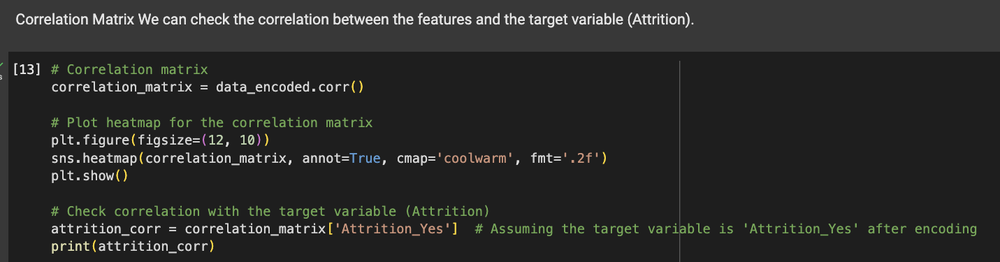 Correlation Matrix We can check the correlation between the features and the target variable (Attrition).
[13] # Correlation matrix
correlation_matrix = data_encoded.corr()
# Plot heatmap for the correlation matrix
plt.figure(figsize=(12, 10))
sns.heatmap(correlation_matrix, annot=True, cmap='coolwarm', fmt='.2f')
plt.show()
# Check correlation with the target variable (Attrition)
attrition_corr = correlation_matrix['Attrition_Yes']  # Assuming the target variable is 'Attrition_Yes' after encoding
print(attrition_corr)